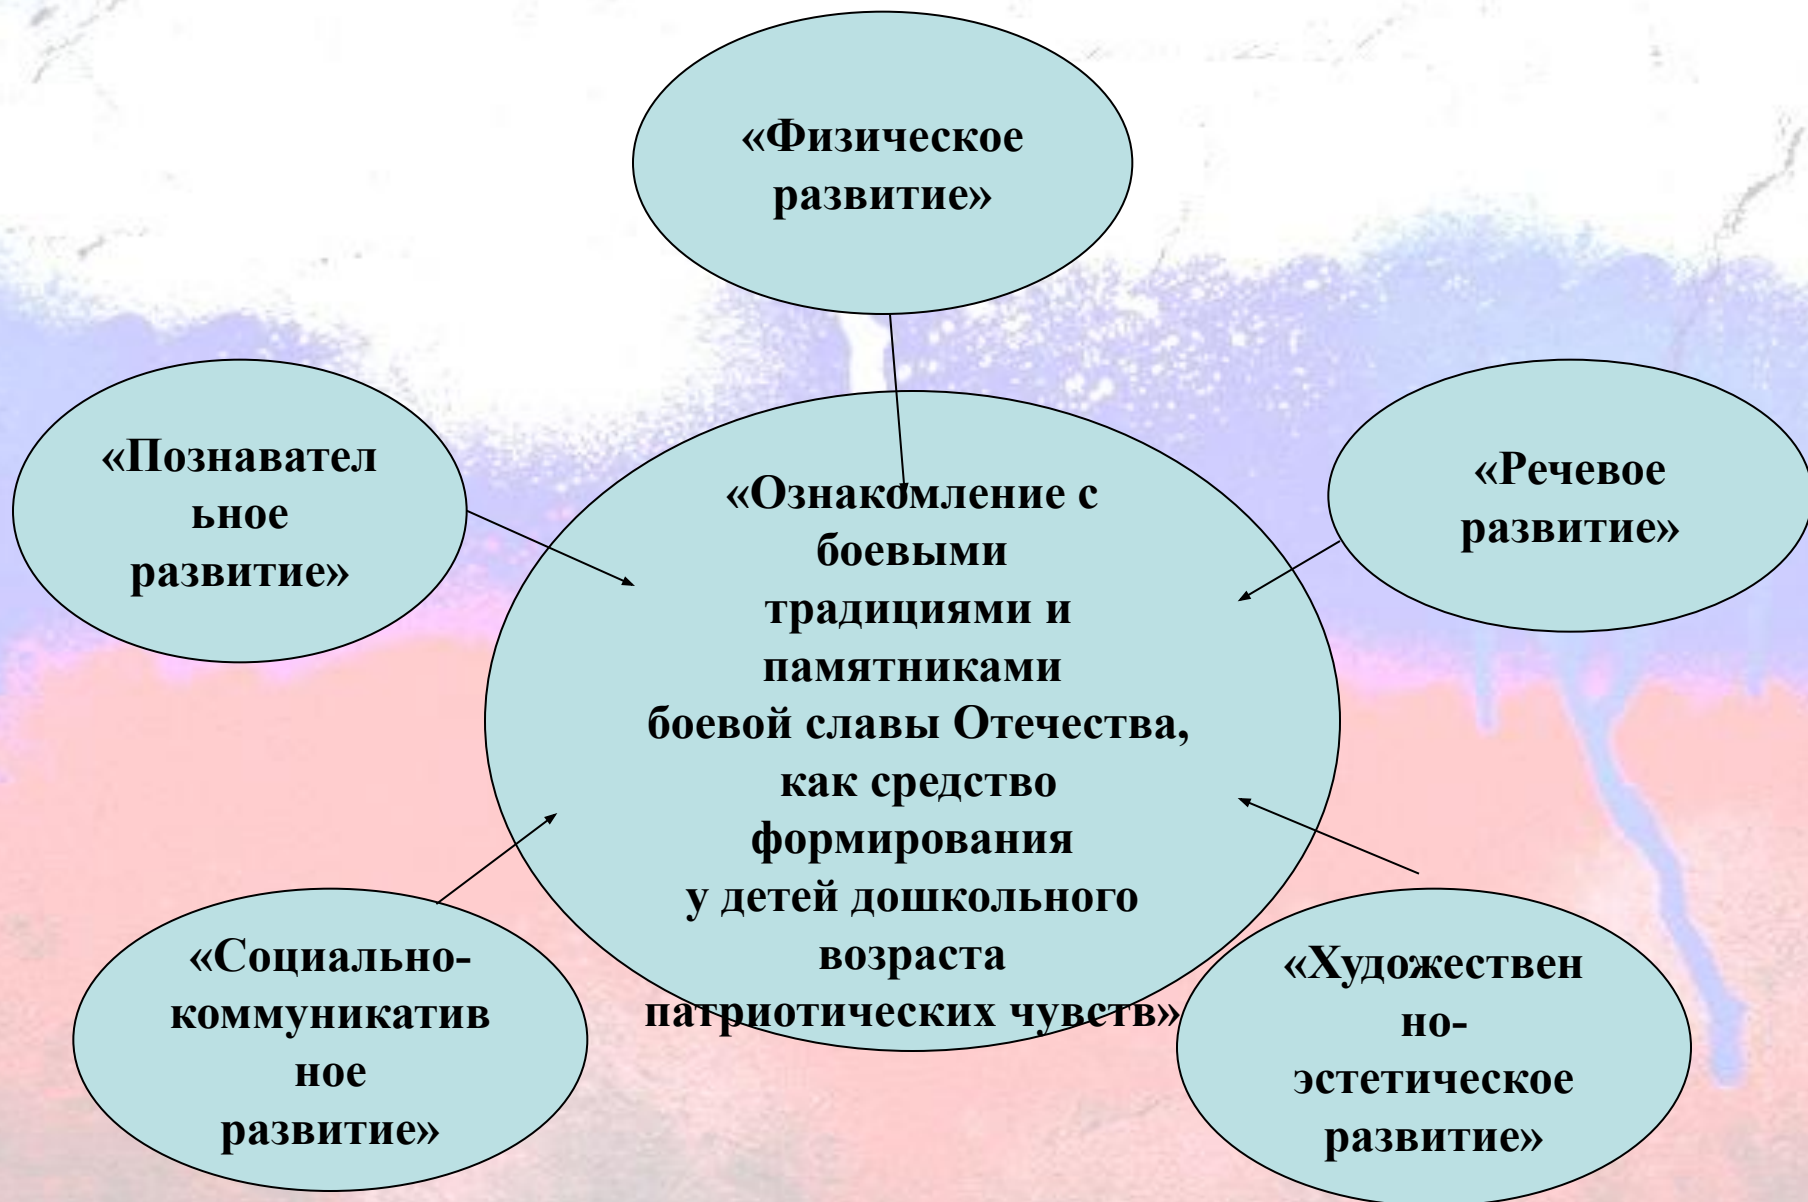 «Физическое
развитие»
«Познавател
ьное
развитие»
«Речевое
развитие»
«Ознакомление с
боевыми
традициями и
памятниками
боевой славы Отечества,
как средство
формирования
у детей дошкольного
возраста
патриотических чувств»
«Социально-
коммуникатив
ное
развитие»
«Художествен
но-
эстетическое
развитие»